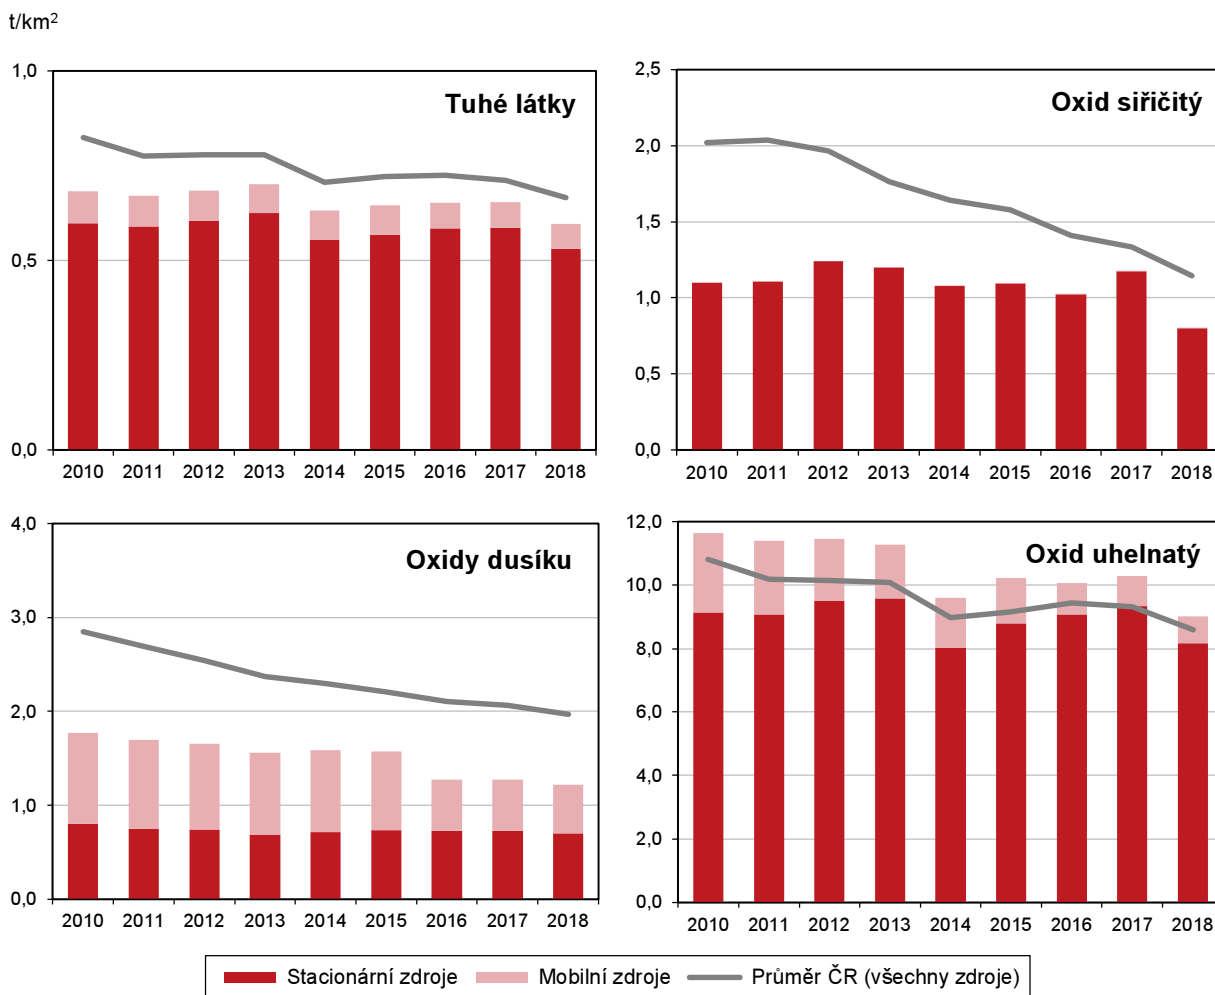 t/km²
Tuhé látky
1,0
0,5
0,0
2010 2011 2012 2013 2014 2015 2016 2017 2018
Oxid siřičitý
2,5
2,0
1,5
1,0
0,5
0,0
2010 2011 2012 2013 2014 2015 2016 2017 2018
Oxidy dusíku
4,0
3,0
2,0
1,0
0,0
2010 2011 2012 2013 2014 2015 2016 2017 2018
Oxid uhelnatý
12,0
10,0
8,0
6,0
4,0
2,0
0,0
2010 2011 2012 2013 2014 2015 2016 2017 2018
Stacionární zdroje Mobilní zdroje Průměr ČR (všechny zdroje)